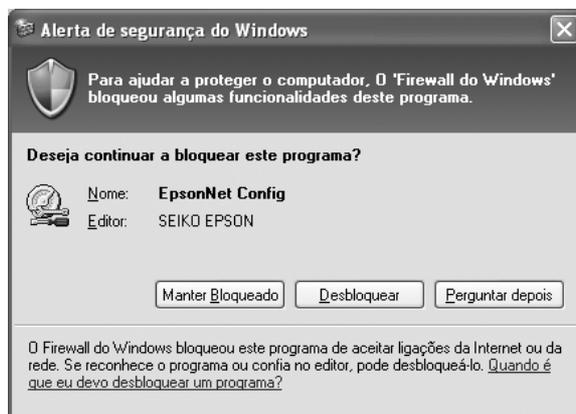 Alerta de segurança do Windows
Para ajudar a proteger o computador, O 'Firewall do Windows'
bloqueou algumas funcionalidades deste programa.
Deseja continuar a bloquear este programa?
Nome: EpsonNet Config
Editor: SEIKO EPSON
Manter Bloqueado Desbloquear Perguntar depois
O Firewall do Windows bloqueou este programa de aceitar ligações da Internet ou da
rede. Se reconhece o programa ou confia no editor, pode desbloqueá-lo. Quando é
que eu devo desbloquear um programa?